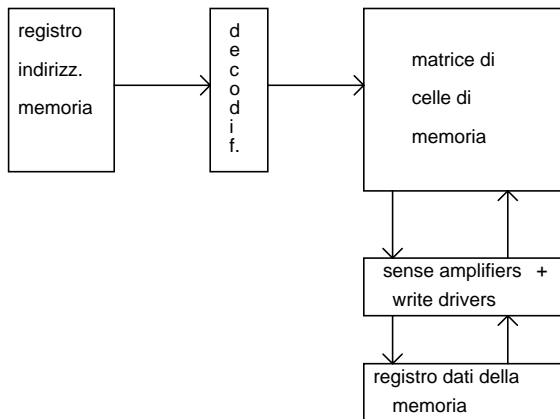 registro
indirizz.
memoria
d
e
c
o
d
i
f.
matrice di
celle di
memoria
sense amplifiers +
write drivers
registro dati della
memoria